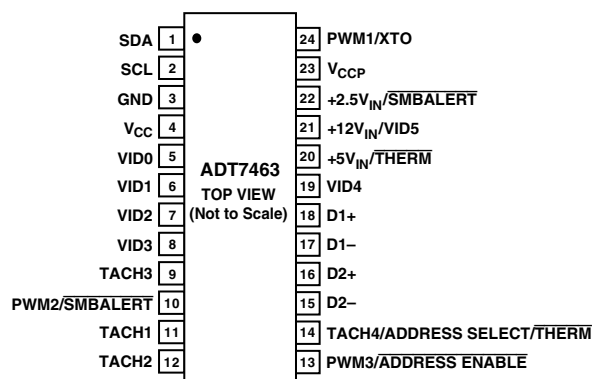 SDA 1
SCL 2
GND 3
VCC 4
VID0 5
VID1 6
VID2 7
VID3 8
TACH3 9
PWM2/SMBALERT 10
TACH1 11
TACH2 12
ADT7463
TOP VIEW
(Not to Scale)
24 PWM1/XTO
23 VCCP
22 +2.5VIN/SMBALERT
21 +12VIN/VID5
20 +5VIN/THERM
19 VID4
18 D1+
17 D1–
16 D2+
15 D2–
14 TACH4/ADDRESS SELECT/THERM
13 PWM3/ADDRESS ENABLE